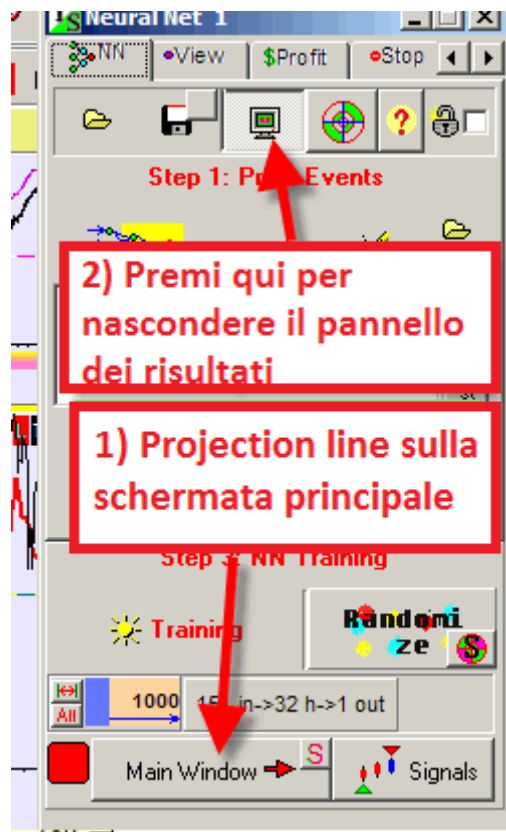 Neural Net 1
NN View $Profit Stop
?
Step 1: Events
2) Premi qui per
nascondere il pannello
dei risultati
1) Projection line sulla
schermata principale
Step 3: NN Training
Training
Randomi
ze S
All 1000 in->32 h->1 out
Main Window S Signals